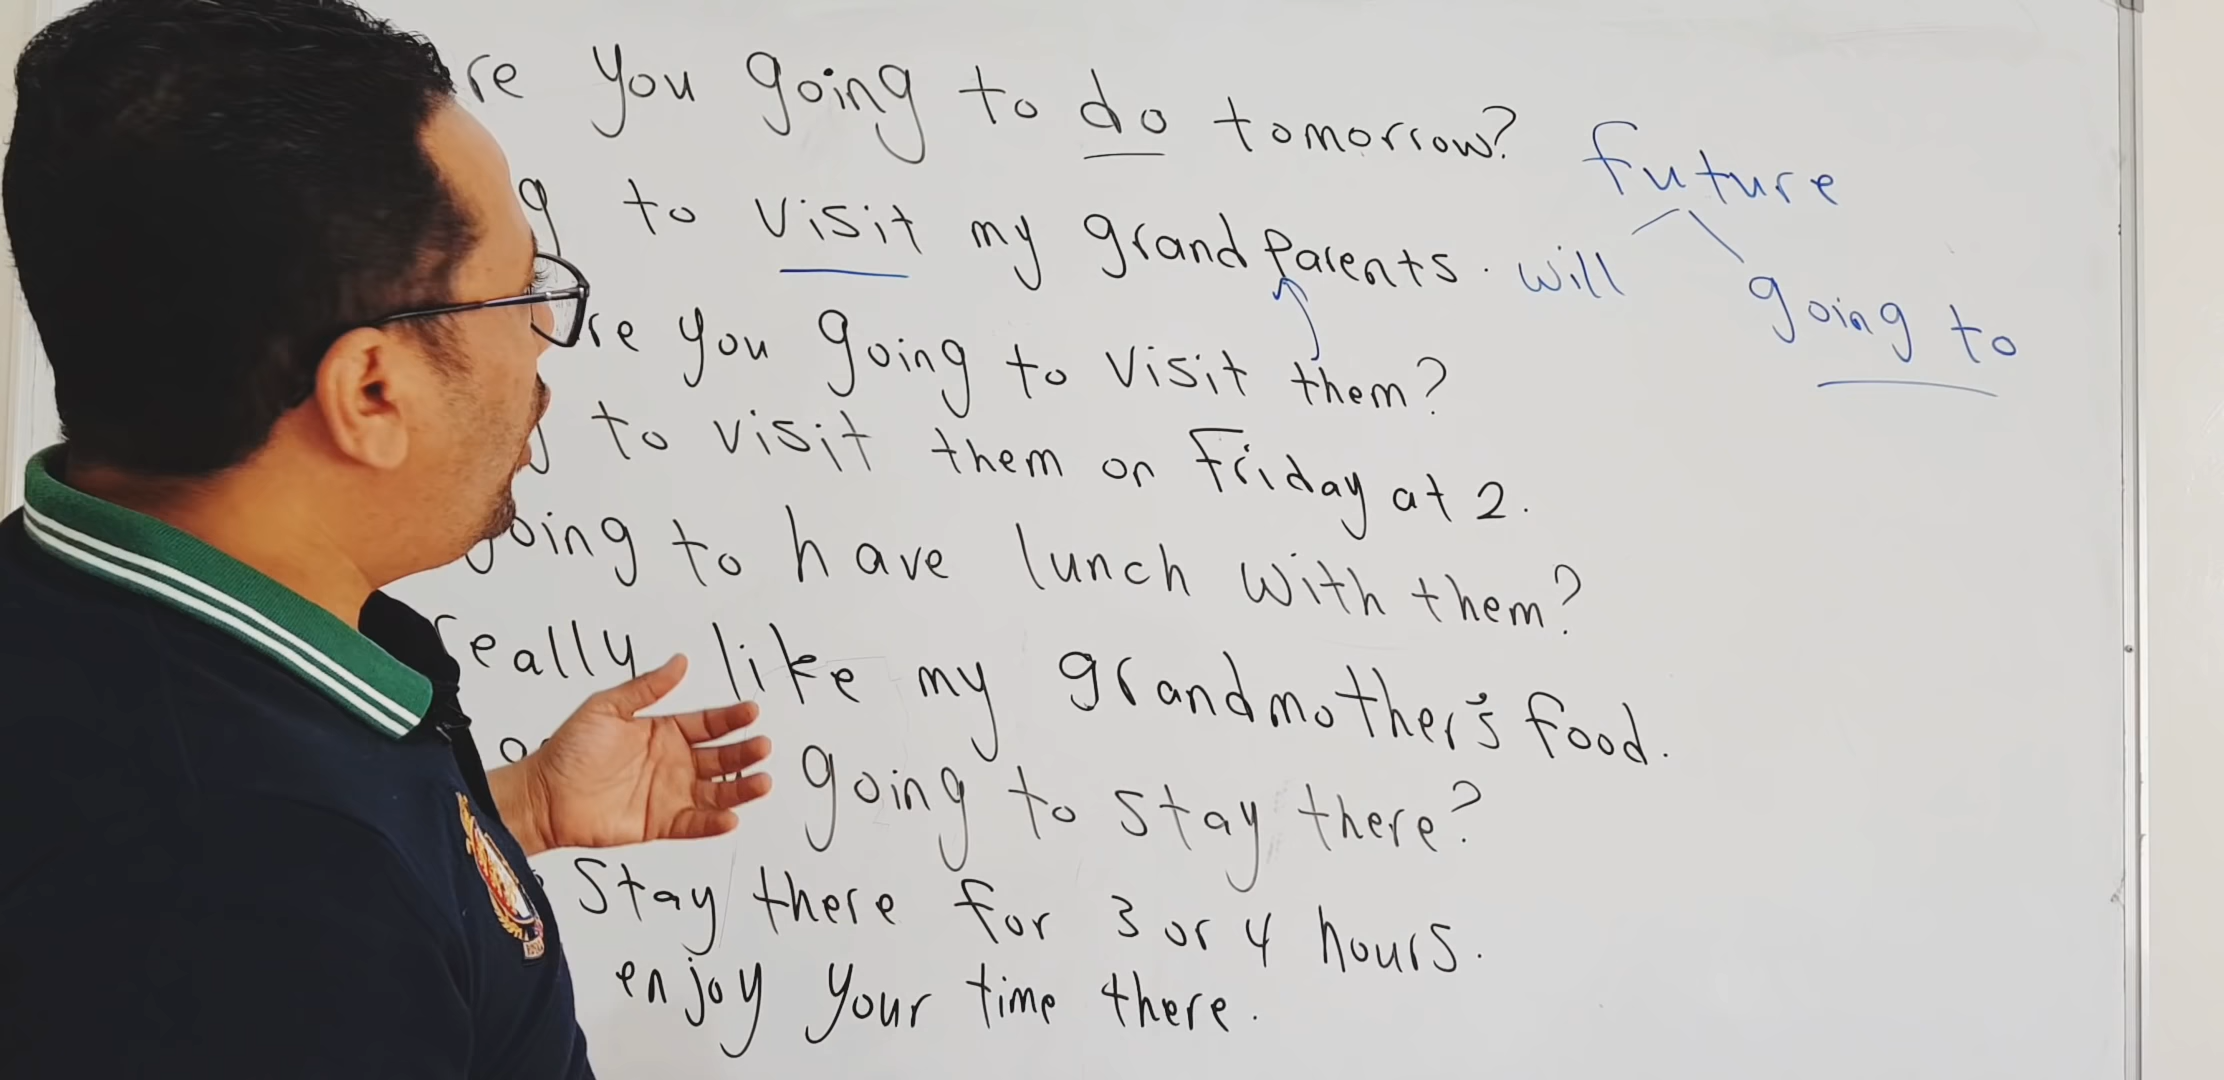 re you going to do tomorrow?
g to visit my grandparents.
re you going to visit them?
to visit them on Friday at 2.
going to have lunch with them?
really like my grandmother's food.
going to stay there?
stay there for 3 or 4 hours.
enjoy your time there.
future
will
going to